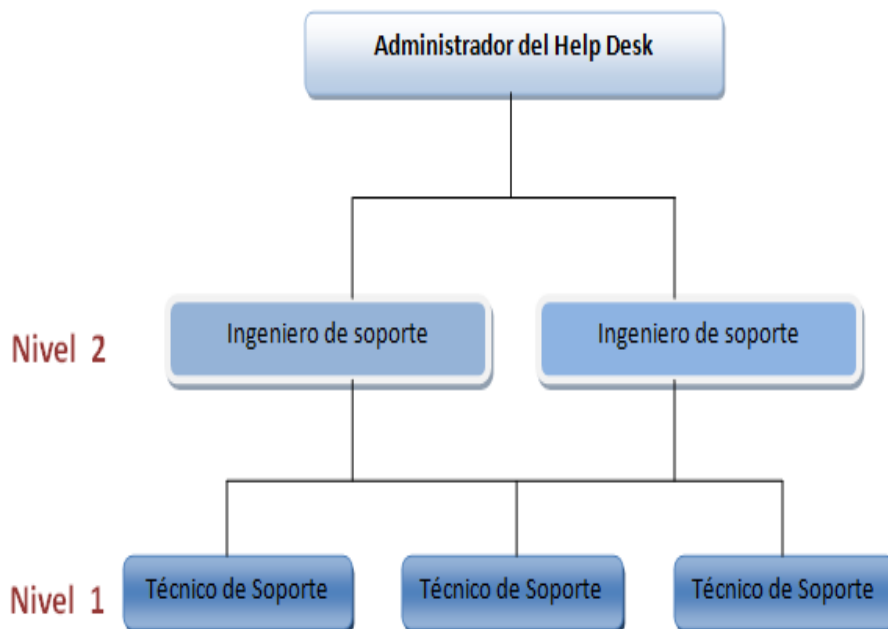 Administrador del Help Desk
Nivel 2
Ingeniero de soporte
Ingeniero de soporte
Nivel 1
Técnico de Soporte
Técnico de Soporte
Técnico de Soporte